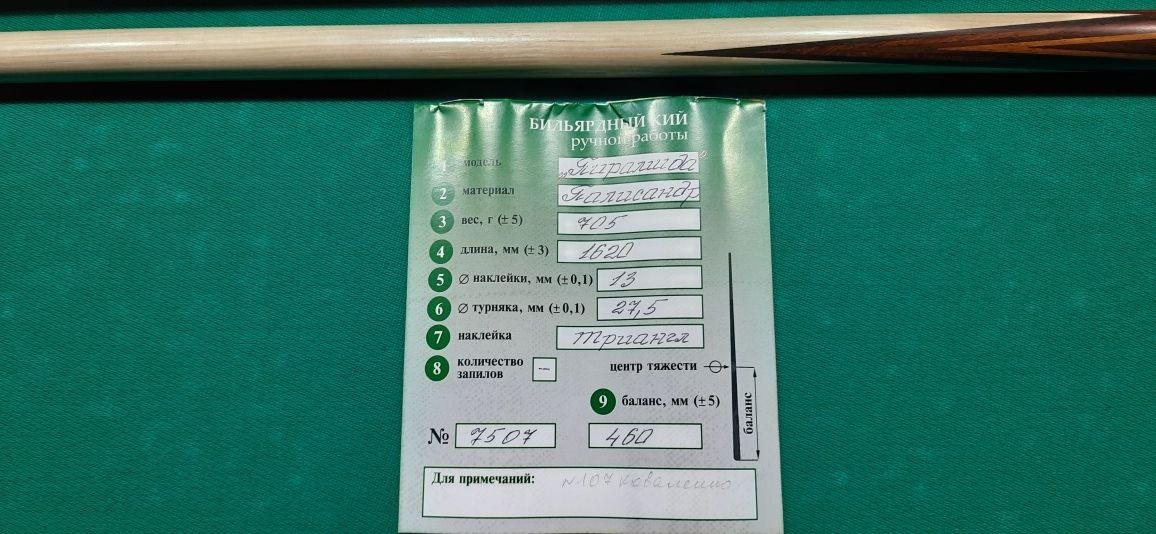 БИЛЬЯРДНЫЙ КИЙ
ручной работы
1 модель „Пирамида"
2 материал Палисандр
3 вес, г (± 5) 705
4 длина, мм (± 3) 1620
5 ∅ наклейки, мм (± 0,1) 13
6 ∅ турняка, мм (± 0,1) 27,5
7 наклейка Триангл
8 количество запилов —
центр тяжести
9 баланс, мм (± 5)
баланс
№ 7507 460
Для примечаний: №107 Коваленко